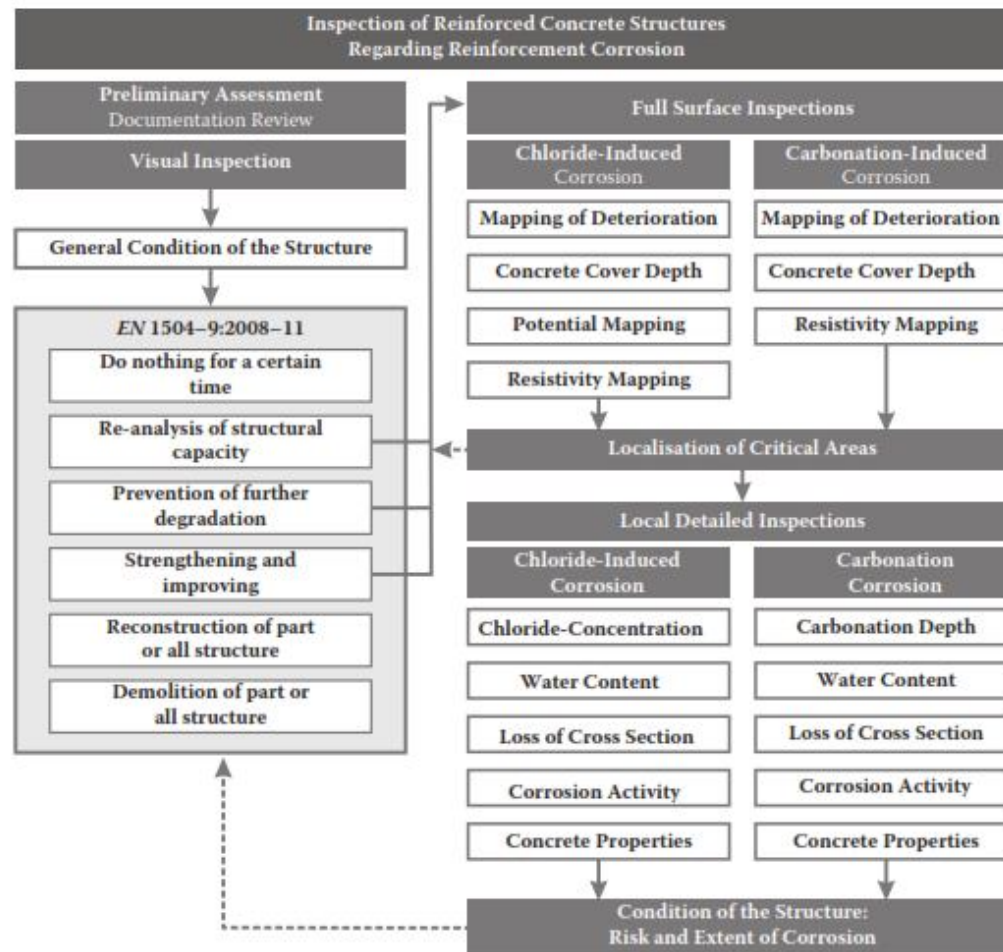 Inspection of Reinforced Concrete Structures
Regarding Reinforcement Corrosion
Preliminary Assessment
Documentation Review
Visual Inspection
General Condition of the Structure
EN 1504–9:2008–11
Do nothing for a certain
time
Re-analysis of structural
capacity
Prevention of further
degradation
Strengthening and
improving
Reconstruction of part
or all structure
Demolition of part or
all structure
Full Surface Inspections
Chloride-Induced
Corrosion
Mapping of Deterioration
Concrete Cover Depth
Potential Mapping
Resistivity Mapping
Carbonation-Induced
Corrosion
Mapping of Deterioration
Concrete Cover Depth
Resistivity Mapping
Localisation of Critical Areas
Local Detailed Inspections
Chloride-Induced
Corrosion
Chloride-Concentration
Water Content
Loss of Cross Section
Corrosion Activity
Concrete Properties
Carbonation
Corrosion
Carbonation Depth
Water Content
Loss of Cross Section
Corrosion Activity
Concrete Properties
Condition of the Structure:
Risk and Extent of Corrosion